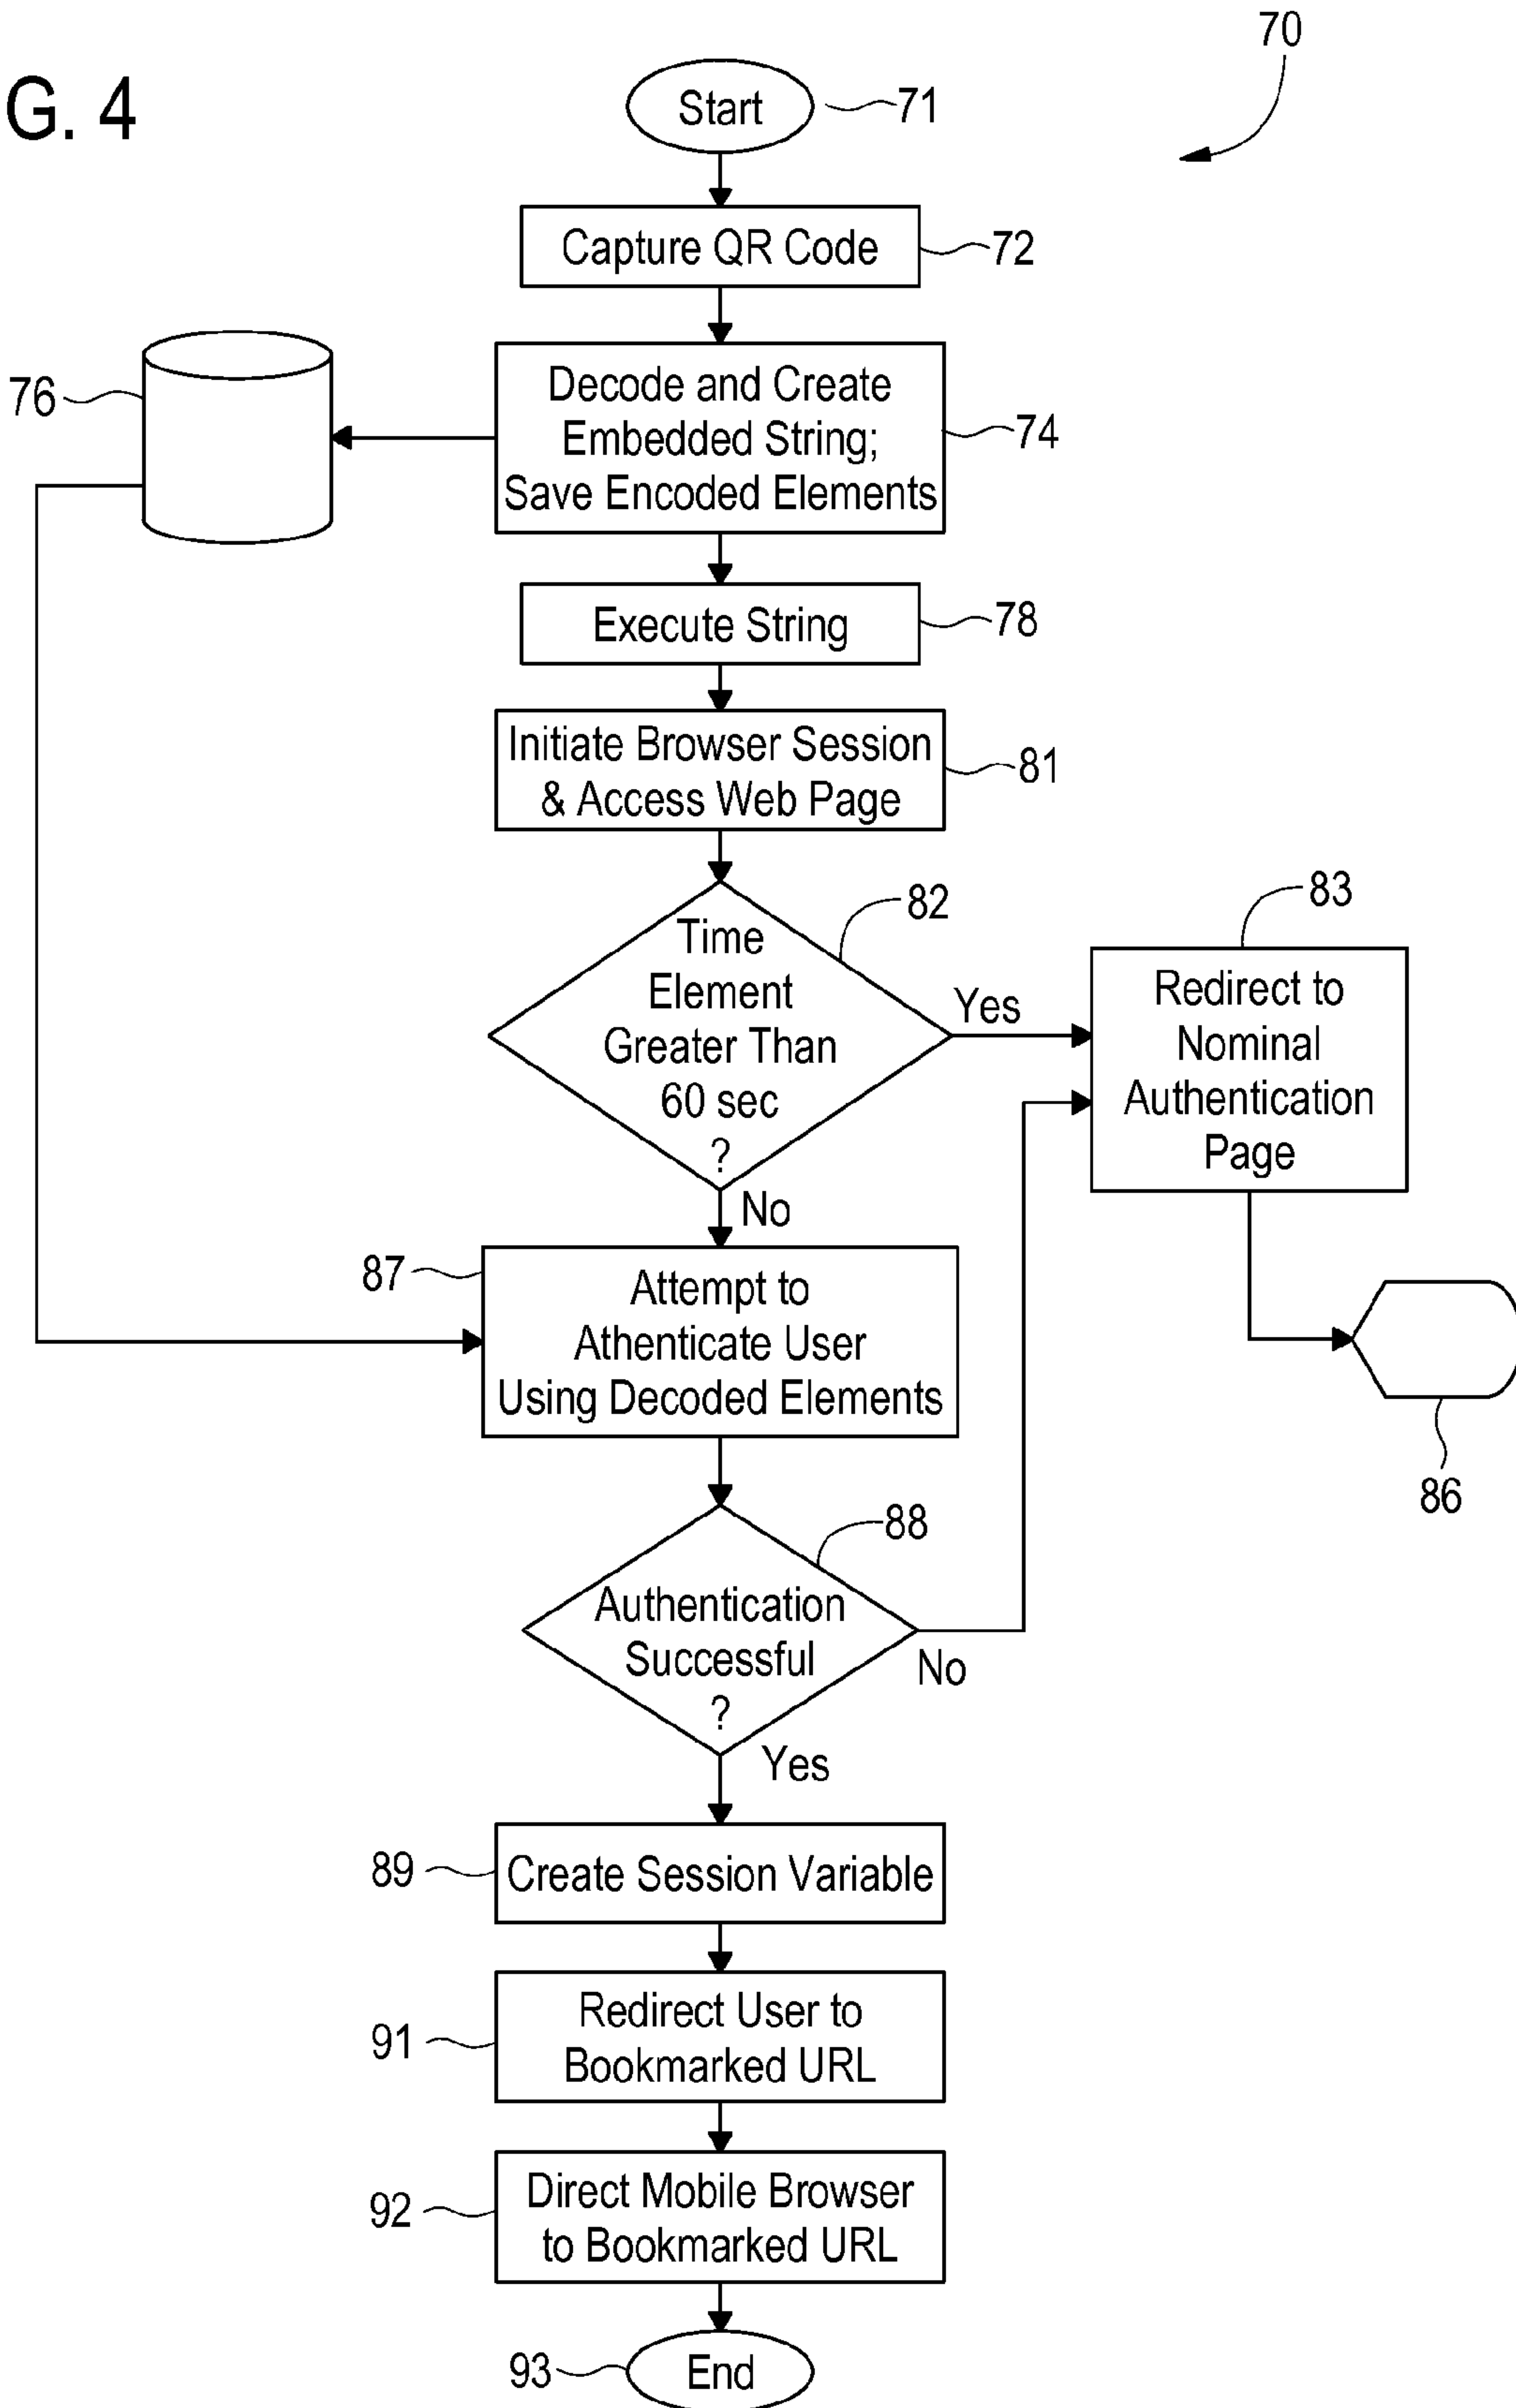 G. 4
70
Start
71
Capture QR Code
72
76
Decode and Create
Embedded String;
Save Encoded Elements
74
Execute String
78
Initiate Browser Session
& Access Web Page
81
82
Time
Element
Greater Than
60 sec
?
Yes
No
83
Redirect to
Nominal
Authentication
Page
86
87
Attempt to
Athenticate User
Using Decoded Elements
88
Authentication
Successful
?
No
Yes
89
Create Session Variable
91
Redirect User to
Bookmarked URL
92
Direct Mobile Browser
to Bookmarked URL
93
End